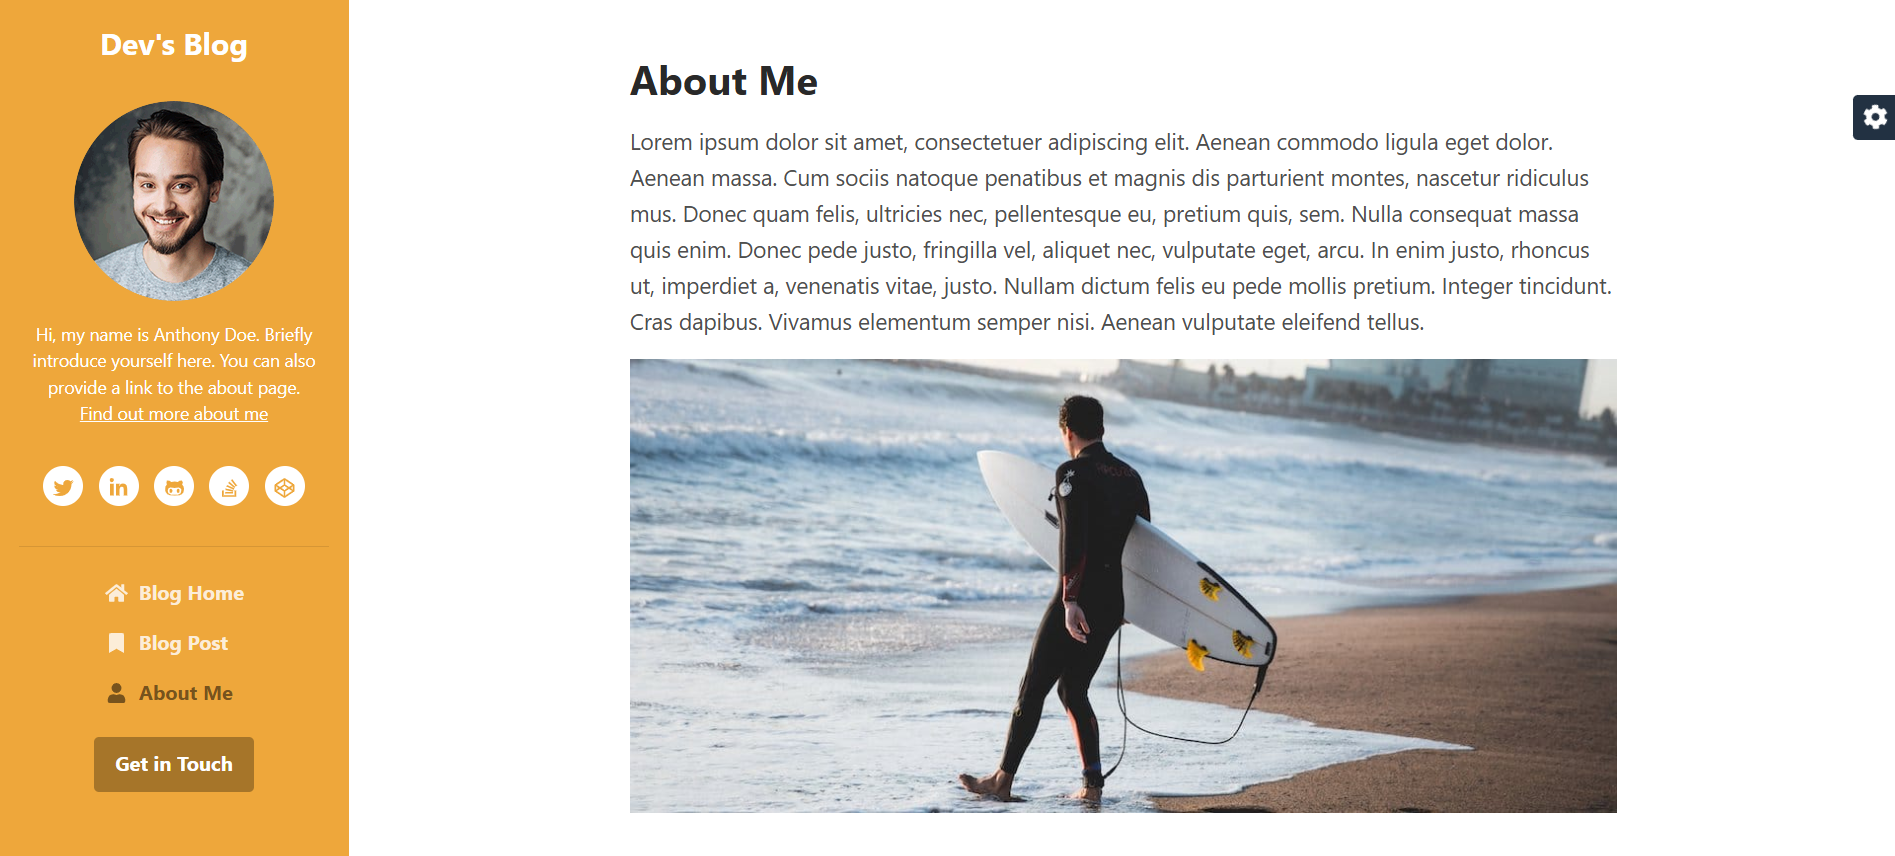 Dev's Blog
Hi, my name is Anthony Doe. Briefly
introduce yourself here. You can also
provide a link to the about page.
Find out more about me
Blog Home
Blog Post
About Me
Get in Touch
About Me
Lorem ipsum dolor sit amet, consectetuer adipiscing elit. Aenean commodo ligula eget dolor.
Aenean massa. Cum sociis natoque penatibus et magnis dis parturient montes, nascetur ridiculus
mus. Donec quam felis, ultricies nec, pellentesque eu, pretium quis, sem. Nulla consequat massa
quis enim. Donec pede justo, fringilla vel, aliquet nec, vulputate eget, arcu. In enim justo, rhoncus
ut, imperdiet a, venenatis vitae, justo. Nullam dictum felis eu pede mollis pretium. Integer tincidunt.
Cras dapibus. Vivamus elementum semper nisi. Aenean vulputate eleifend tellus.